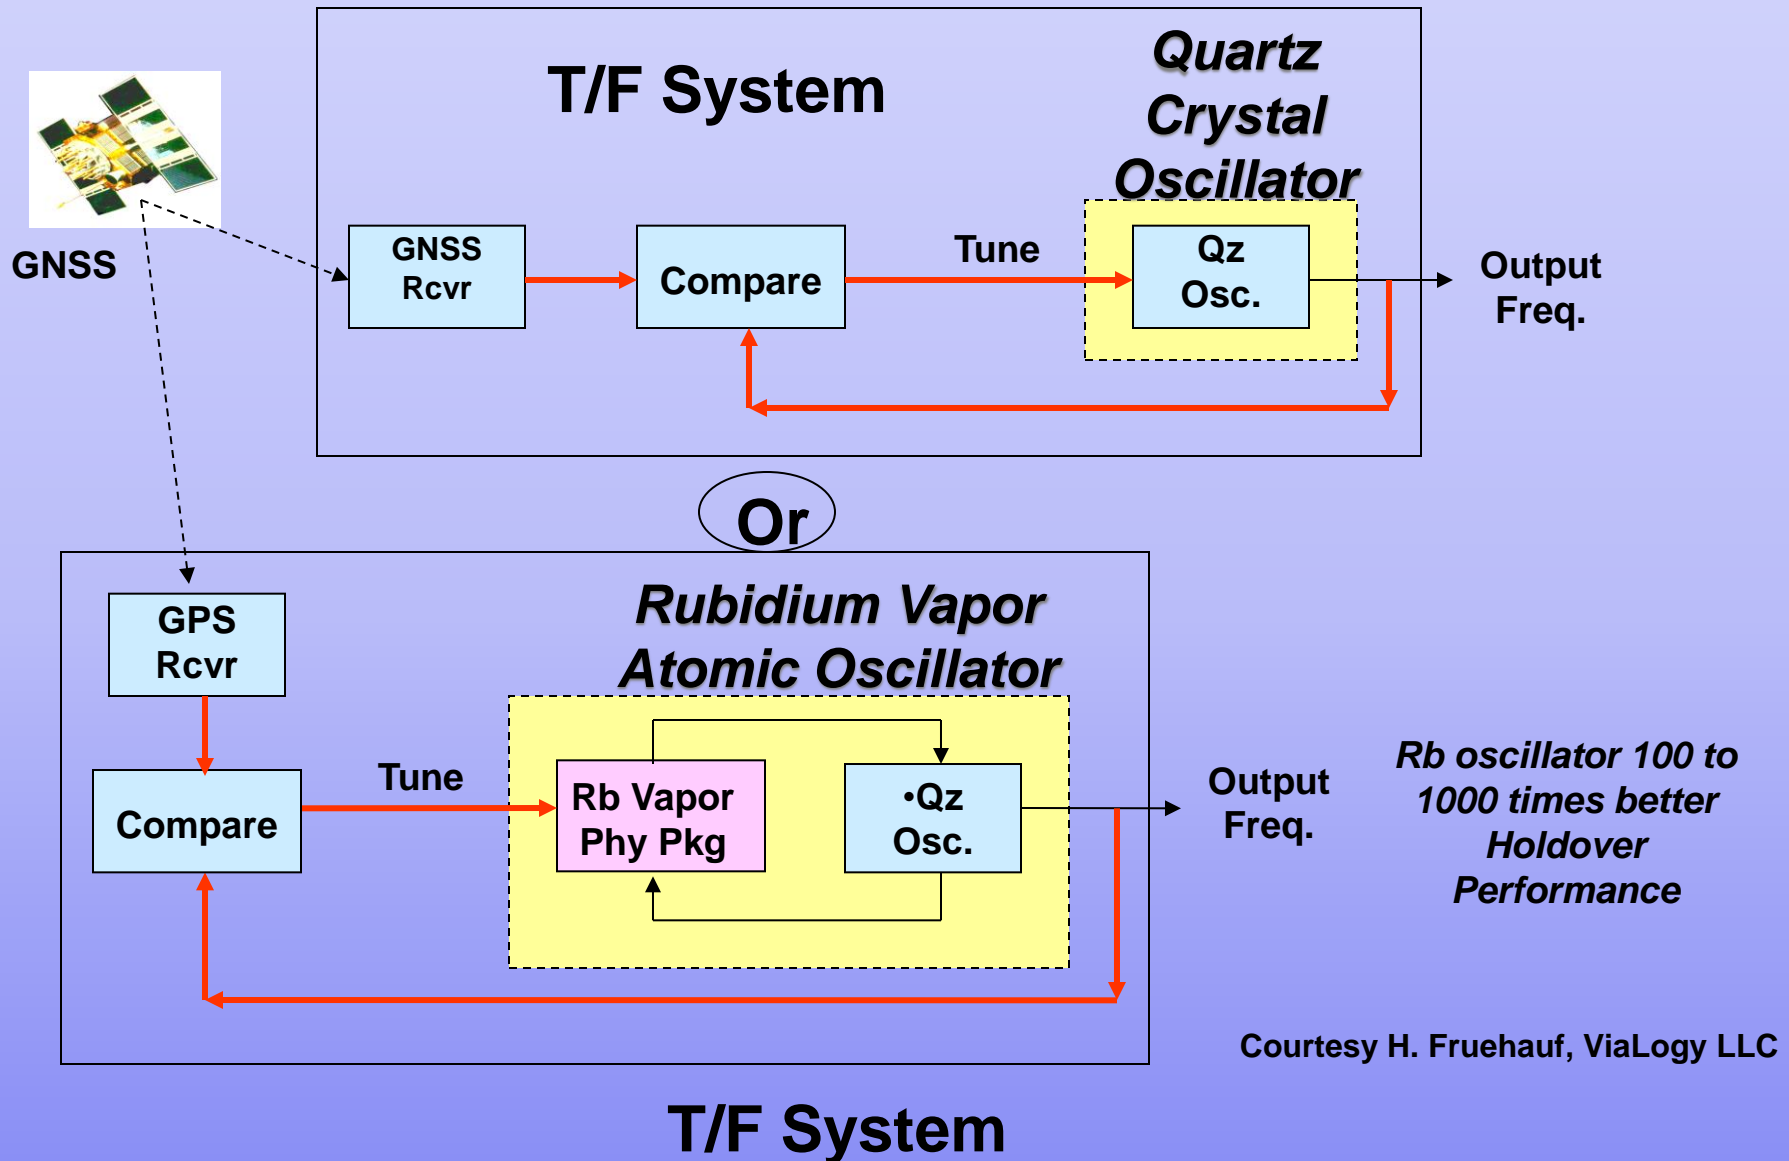 T/F System
Quartz
Crystal
Oscillator
GNSS
GNSS
Rcvr
Compare
Tune
Qz
Osc.
Output
Freq.
Or
GPS
Rcvr
Rubidium Vapor
Atomic Oscillator
Compare
Tune
Rb Vapor
Phy Pkg
•Qz
Osc.
Output
Freq.
Rb oscillator 100 to
1000 times better
Holdover
Performance
Courtesy H. Fruehauf, ViaLogy LLC
T/F System